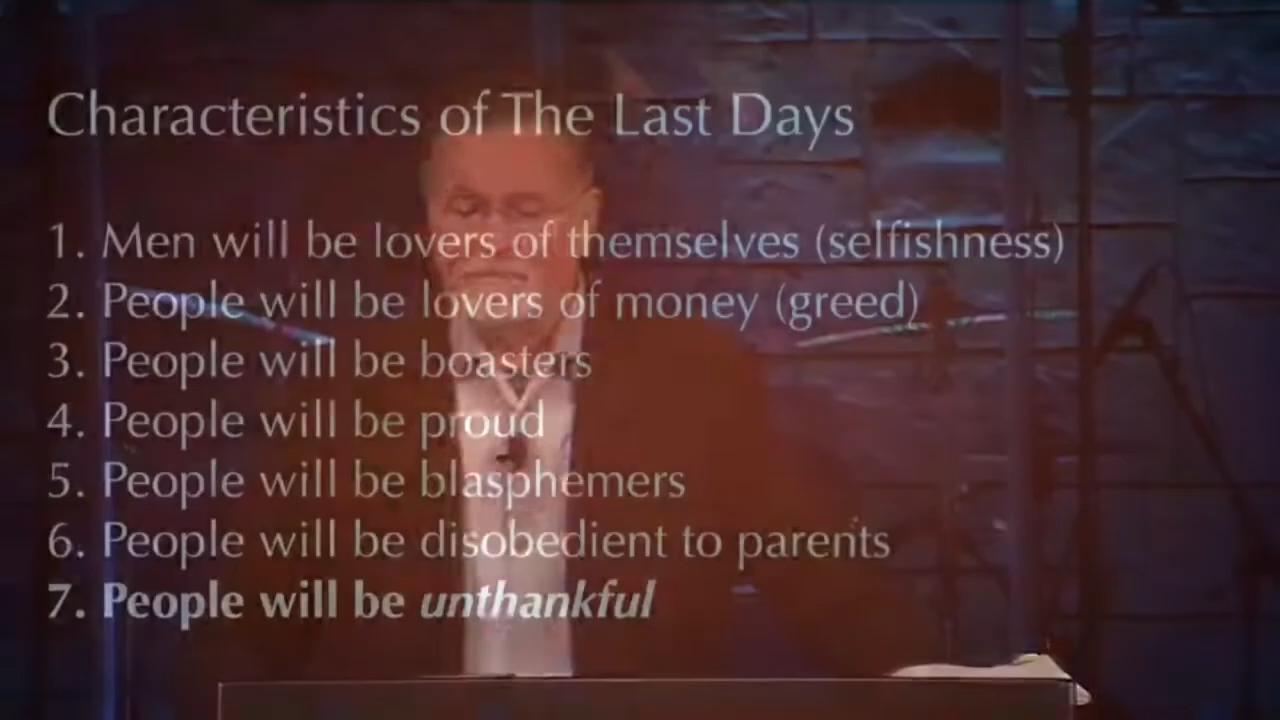 Characteristics of The Last Days
1. Men will be lovers of themselves (selfishness)
2. People will be lovers of money (greed)
3. People will be boasters
4. People will be proud
5. People will be blasphemers
6. People will be disobedient to parents
7. People will be unthankful